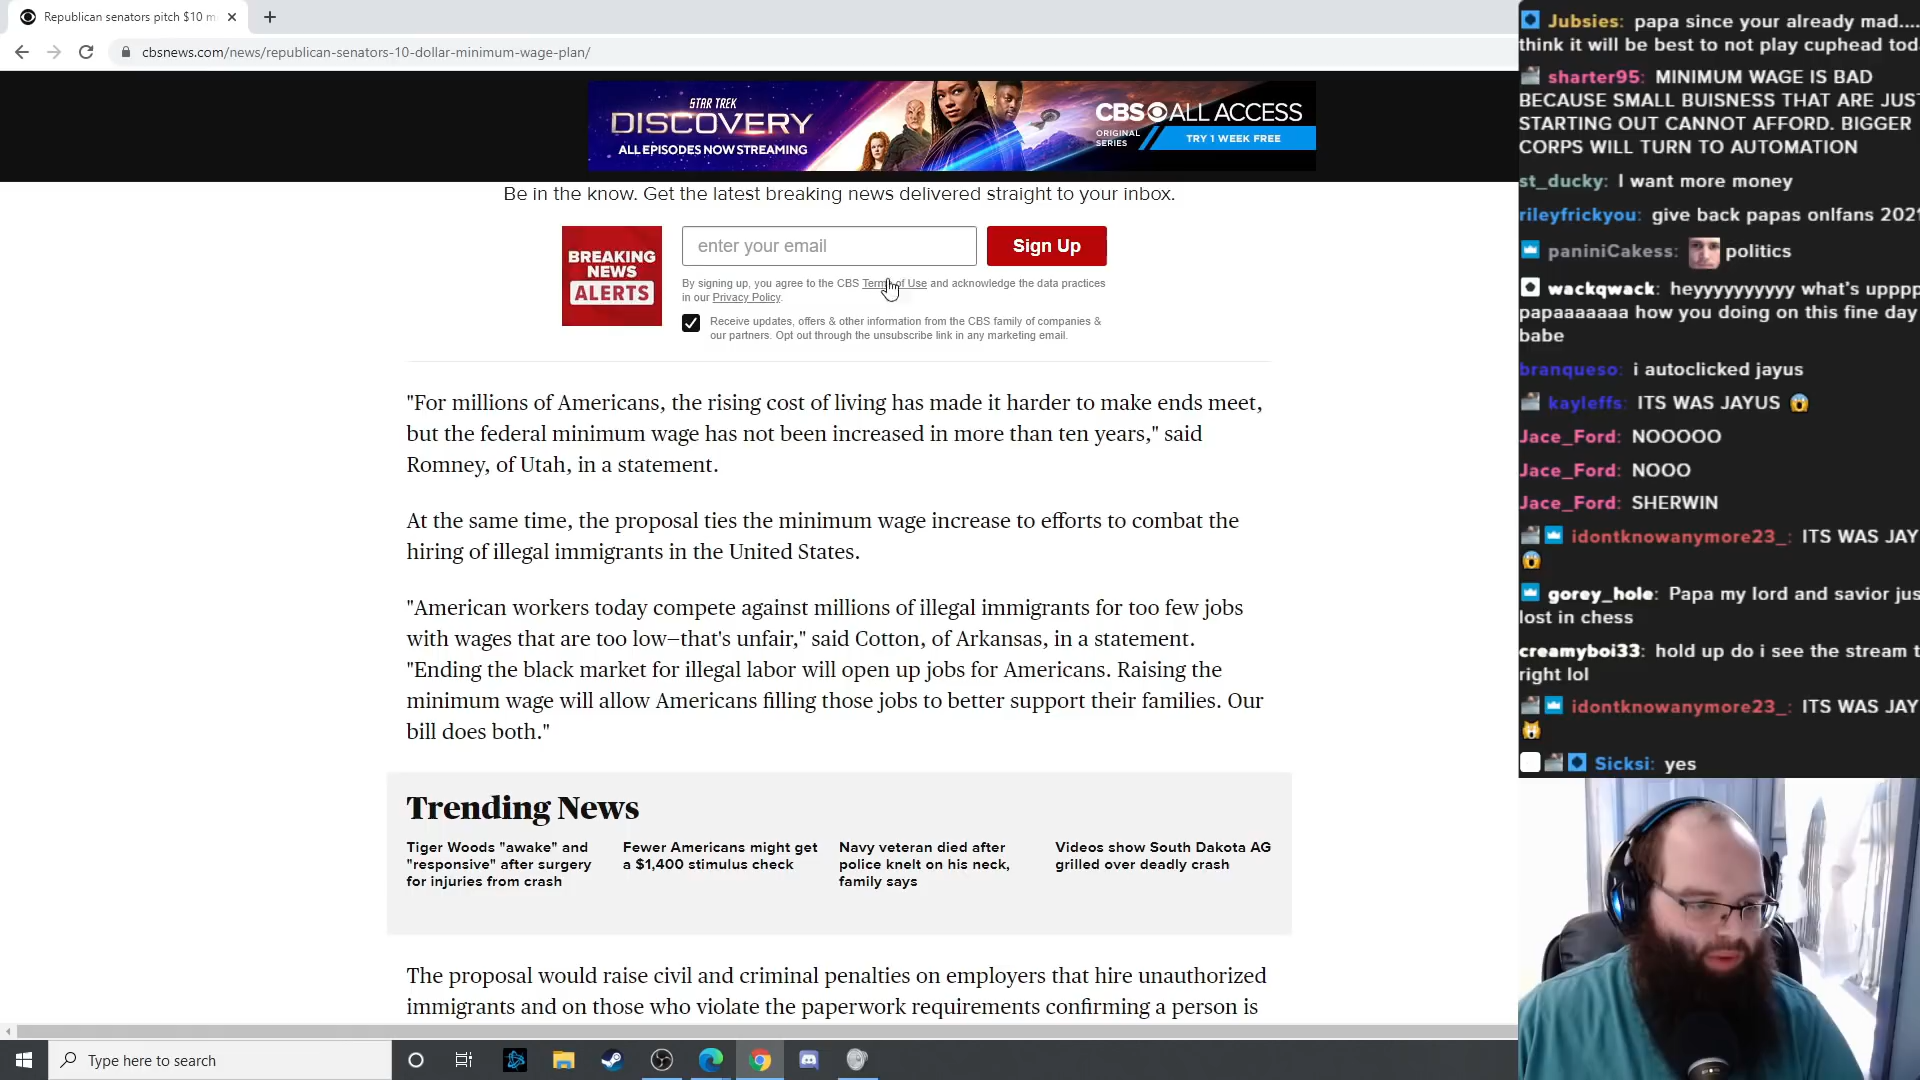 Republican senators pitch $10 m
cbsnews.com/news/republican-senators-10-dollar-minimum-wage-plan/
STAR TREK
DISCOVERY
ALL EPISODES NOW STREAMING
CBS ALL ACCESS
ORIGINAL
SERIES
TRY 1 WEEK FREE
Be in the know. Get the latest breaking news delivered straight to your inbox.
BREAKING
NEWS
ALERTS
enter your email
Sign Up
By signing up, you agree to the CBS Terms of Use and acknowledge the data practices
in our Privacy Policy.
Receive updates, offers & other information from the CBS family of companies &
our partners. Opt out through the unsubscribe link in any marketing email.
"For millions of Americans, the rising cost of living has made it harder to make ends meet,
but the federal minimum wage has not been increased in more than ten years," said
Romney, of Utah, in a statement.
At the same time, the proposal ties the minimum wage increase to efforts to combat the
hiring of illegal immigrants in the United States.
"American workers today compete against millions of illegal immigrants for too few jobs
with wages that are too low—that's unfair," said Cotton, of Arkansas, in a statement.
"Ending the black market for illegal labor will open up jobs for Americans. Raising the
minimum wage will allow Americans filling those jobs to better support their families. Our
bill does both."
Trending News
Tiger Woods "awake" and
"responsive" after surgery
for injuries from crash
Fewer Americans might get
a $1,400 stimulus check
Navy veteran died after
police knelt on his neck,
family says
Videos show South Dakota AG
grilled over deadly crash
The proposal would raise civil and criminal penalties on employers that hire unauthorized
immigrants and on those who violate the paperwork requirements confirming a person is
Type here to search
Jubsies: papa since your already mad....
think it will be best to not play cuphead tod
sharter95: MINIMUM WAGE IS BAD
BECAUSE SMALL BUISNESS THAT ARE JUST
STARTING OUT CANNOT AFFORD. BIGGER
CORPS WILL TURN TO AUTOMATION
st_ducky: I want more money
rileyfrickyou: give back papas onlfans 2021
paniniCakess: politics
wackqwack: heyyyyyyyyyy what's upppp
papaaaaaaa how you doing on this fine day
babe
branqueso: i autoclicked jayus
kayleffs: ITS WAS JAYUS 😱
Jace_Ford: NOOOOO
Jace_Ford: NOOO
Jace_Ford: SHERWIN
idontknowanymore23_: ITS WAS JAY
😱
gorey_hole: Papa my lord and savior jus
lost in chess
creamyboi33: hold up do i see the stream t
right lol
idontknowanymore23_: ITS WAS JAY
🙀
Sicksi: yes